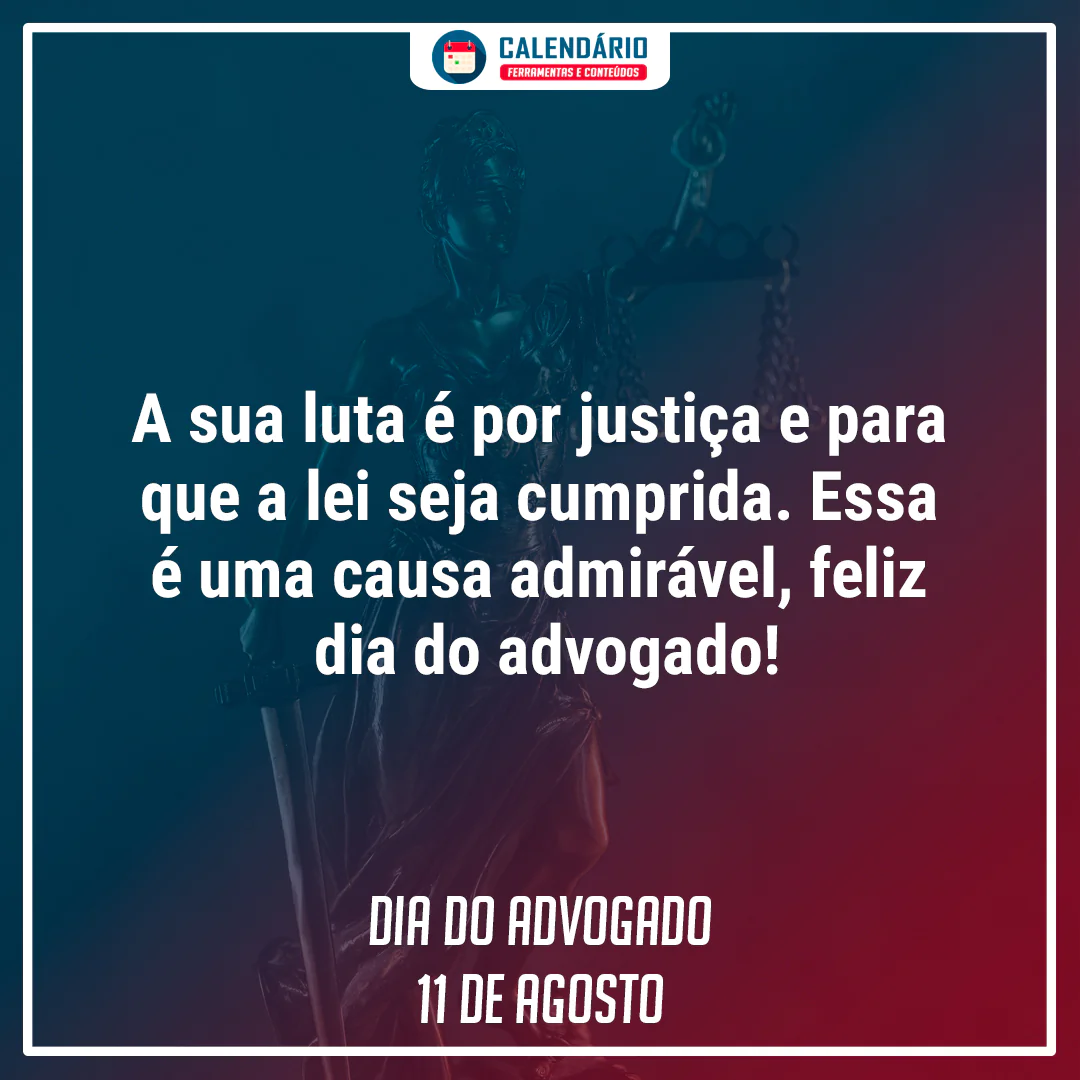 CALENDÁRIO
FERRAMENTAS E CONTEÚDOS
A sua luta é por justiça e para
que a lei seja cumprida. Essa
é uma causa admirável, feliz
dia do advogado!
DIA DO ADVOGADO
11 DE AGOSTO